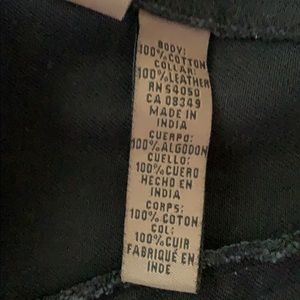 BODY:
100% COTTON
COLLAR:
100% LEATHER
RN 54050
CA 08349
MADE IN
INDIA
CUERPO:
100% ALGODON
CUELLO:
100% CUERO
HECHO EN
INDIA
CORPS:
100% COTON
COL:
100% CUIR
FABRIQUÉ EN
INDE